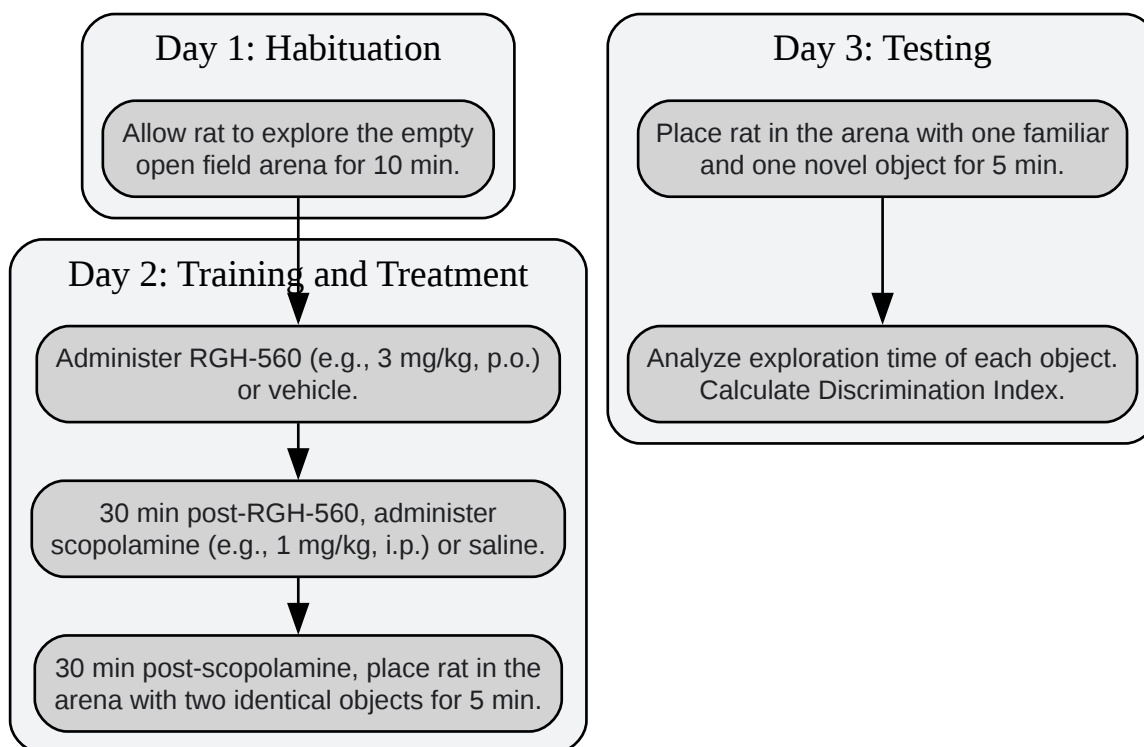 Day 1: Habituation
Allow rat to explore the empty
open field arena for 10 min.
Day 2: Training and Treatment
Administer RGH-560 (e.g., 3 mg/kg, p.o.)
or vehicle.
30 min post-RGH-560, administer
scopolamine (e.g., 1 mg/kg, i.p.) or saline.
30 min post-scopolamine, place rat in the
arena with two identical objects for 5 min.
Day 3: Testing
Place rat in the arena with one familiar
and one novel object for 5 min.
Analyze exploration time of each object.
Calculate Discrimination Index.